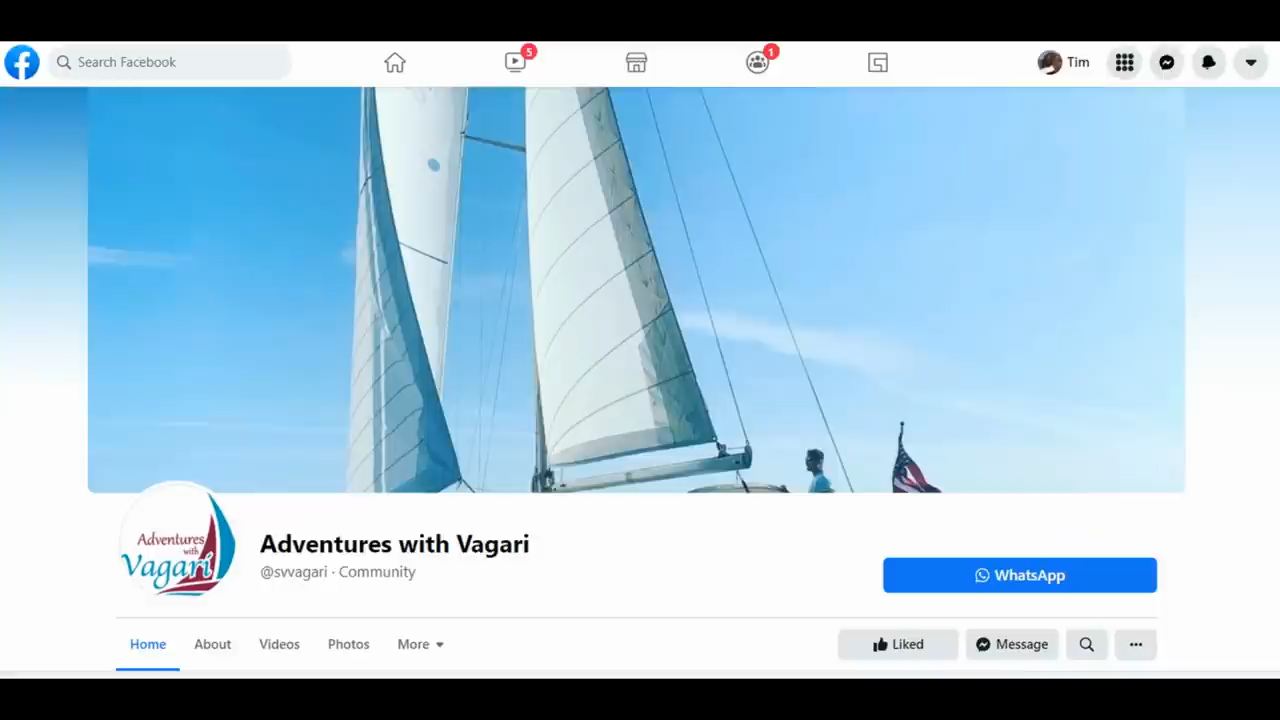 Search Facebook
5
1
Tim
Adventures
with
Vagari
Adventures with Vagari
@svvagari · Community
WhatsApp
Home
About
Videos
Photos
More
Liked
Message